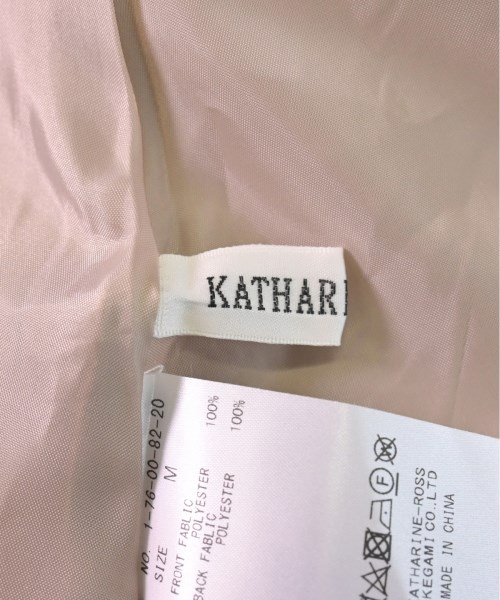 KATHARI
NO. 1-76-00-82-20
SIZE M
FRONT FABLIC
POLYESTER 100%
BACK FABLIC
POLYESTER 100%
ATHARINE-ROSS
KEGAMI CO.,LTD
MADE IN CHINA